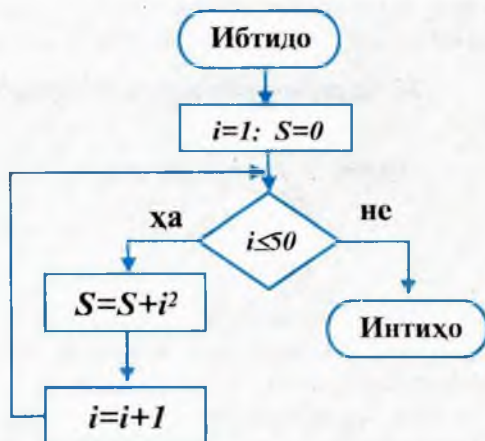 Ибтидо
i=1; S=0
ҳа
не
i≤50
S=S+i²
Интиҳо
i=i+1